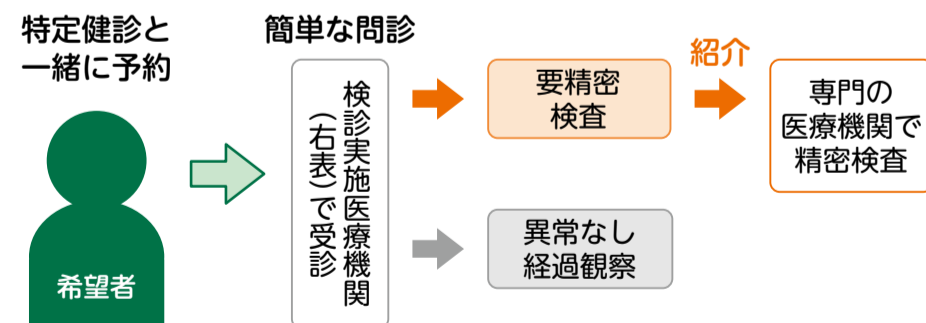 特定健診と
一緒に予約
希望者
簡単な問診
検診実施医療機関
（右表）で受診
要精密
検査
紹介
専門の
医療機関で
精密検査
異常なし
経過観察